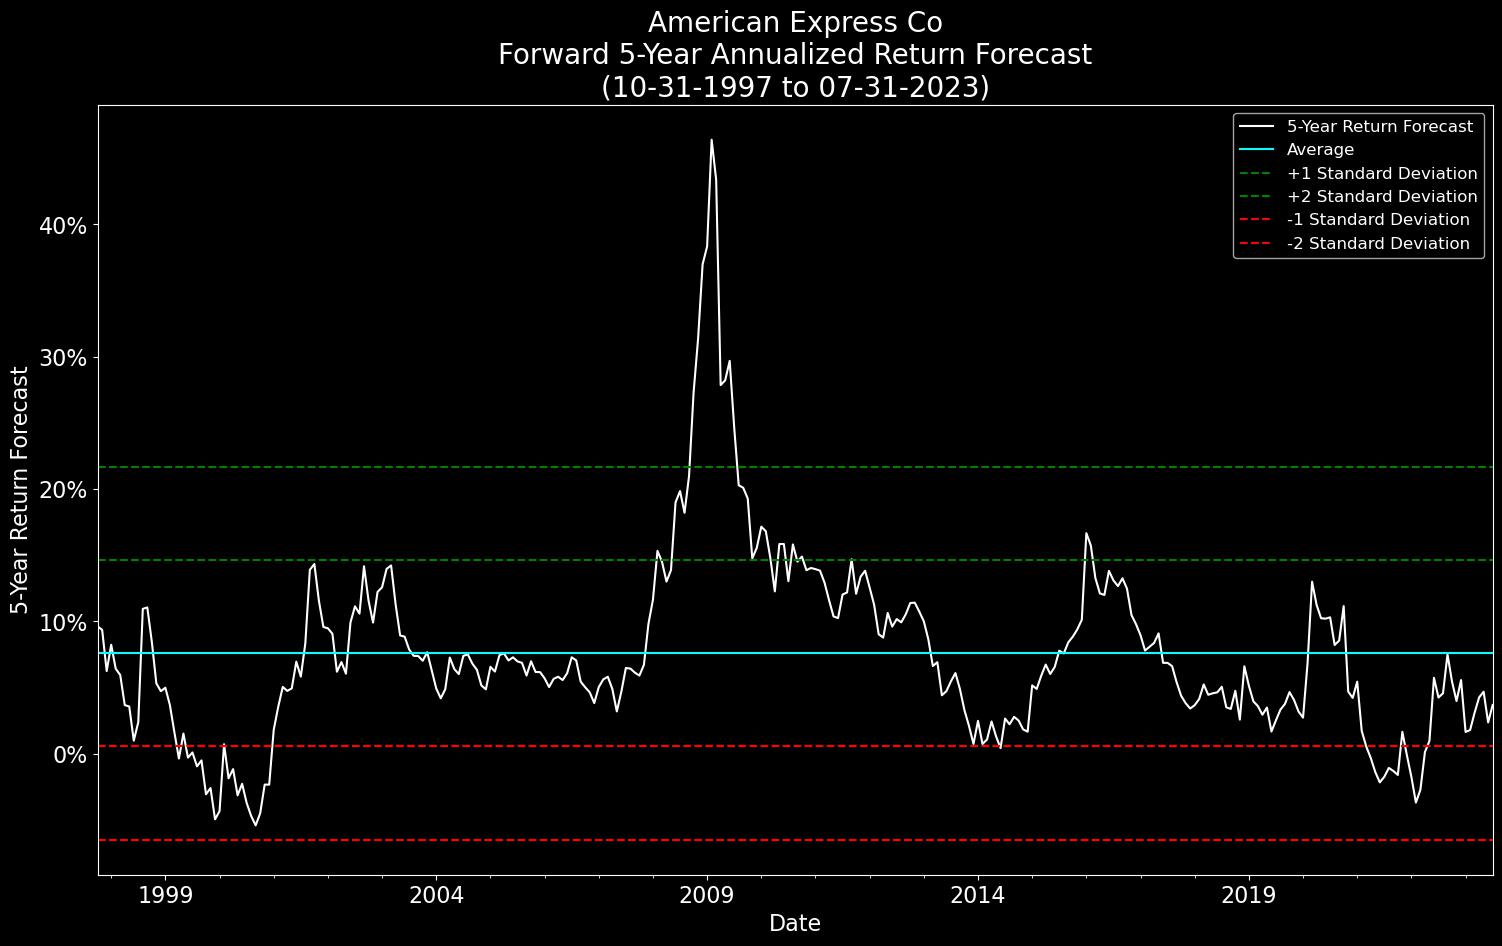 American Express Co
Forward 5-Year Annualized Return Forecast
(10-31-1997 to 07-31-2023)
5-Year Return Forecast
Average
+1 Standard Deviation
+2 Standard Deviation
-1 Standard Deviation
-2 Standard Deviation
40%
30%
20%
10%
0%
5-Year Return Forecast
1999
2004
2009
2014
2019
Date